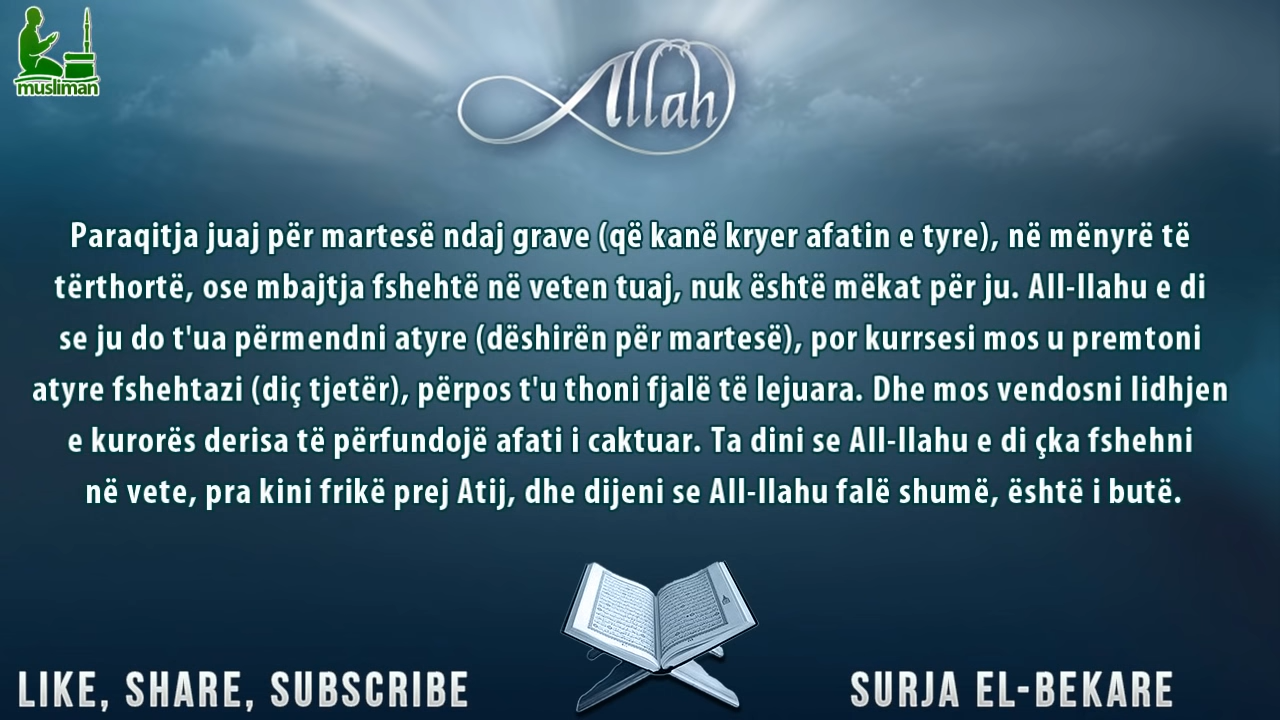 musliman
Allah
Paraqitja juaj për martesë ndaj grave (që kanë kryer afatin e tyre), në mënyrë të
tërthortë, ose mbajtja fshehtë në veten tuaj, nuk është mëkat për ju. All-llahu e di
se ju do t'ua përmendni atyre (dëshirën për martesë), por kurrsesi mos u premtoni
atyre fshehtazi (diç tjetër), përpos t'u thoni fjalë të lejuara. Dhe mos vendosni lidhjen
e kurorës derisa të përfundojë afati i caktuar. Ta dini se All-llahu e di çka fshehni
në vete, pra kini frikë prej Atij, dhe dijeni se All-llahu falë shumë, është i butë.
LIKE, SHARE, SUBSCRIBE
SURJA EL-BEKARE